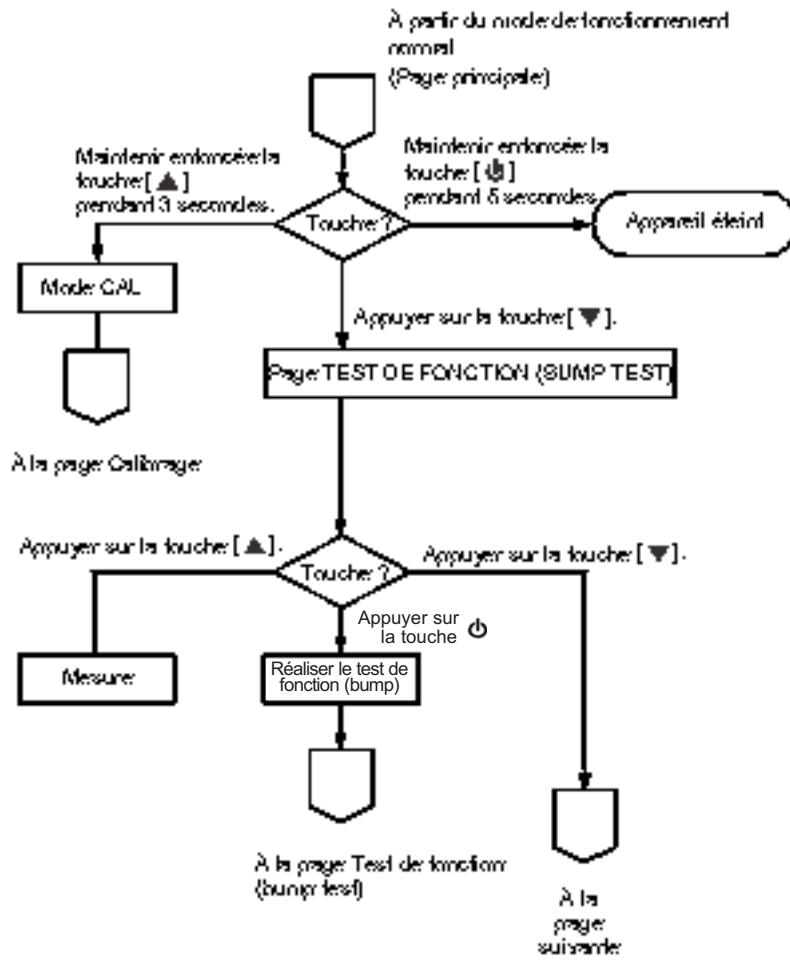 À partir du mode de fonctionnement
normal
(Page principale)
Maintenir enfoncée la
touche [ ▲ ]
pendant 3 secondes.
Maintenir enfoncée la
touche [ ⏻ ]
pendant 5 secondes
Touche ?
Appareil éteint
Mode CAL
Appuyer sur la touche [ ▼ ].
Page TEST DE FONCTION (BUMP TEST)
À la page Calibrage
Appuyer sur la touche [ ▲ ].
Touche ?
Appuyer sur la touche [ ▼ ].
Appuyer sur
la touche ⏻
Mesure
Réaliser le test de
fonction (bump)
À la page Test de fonction
(bump test)
À la
page
suivante